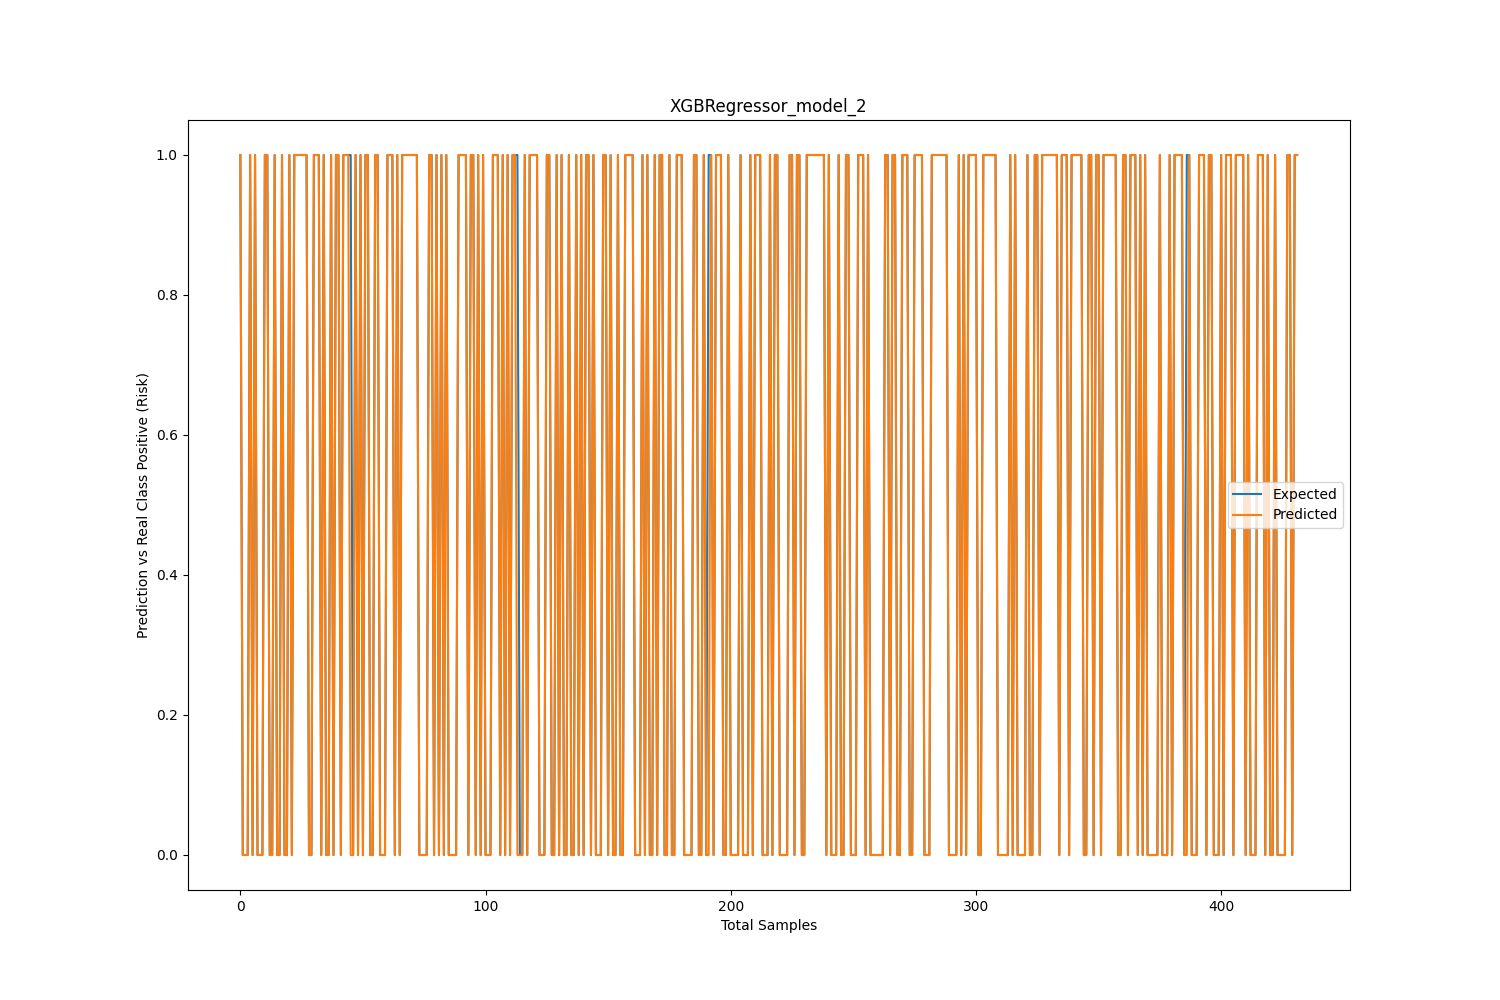 XGBRegressor_model_2
1.0
0.8
0.6
0.4
0.2
0.0
Prediction vs Real Class Positive (Risk)
Expected
Predicted
0 100 200 300 400
Total Samples